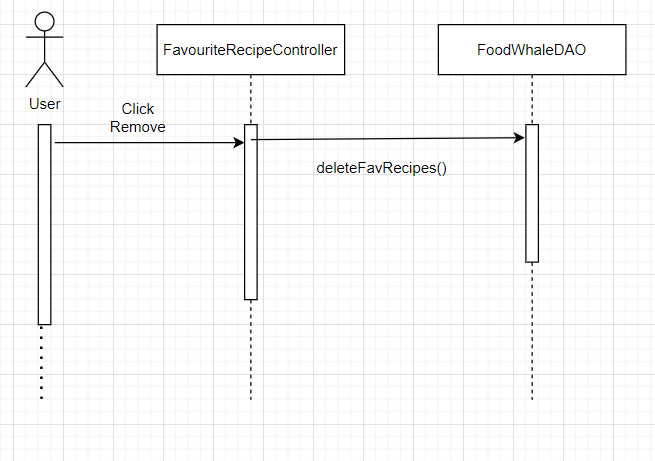 FavouriteRecipeController
FoodWhaleDAO
User
Click
Remove
deleteFavRecipes()